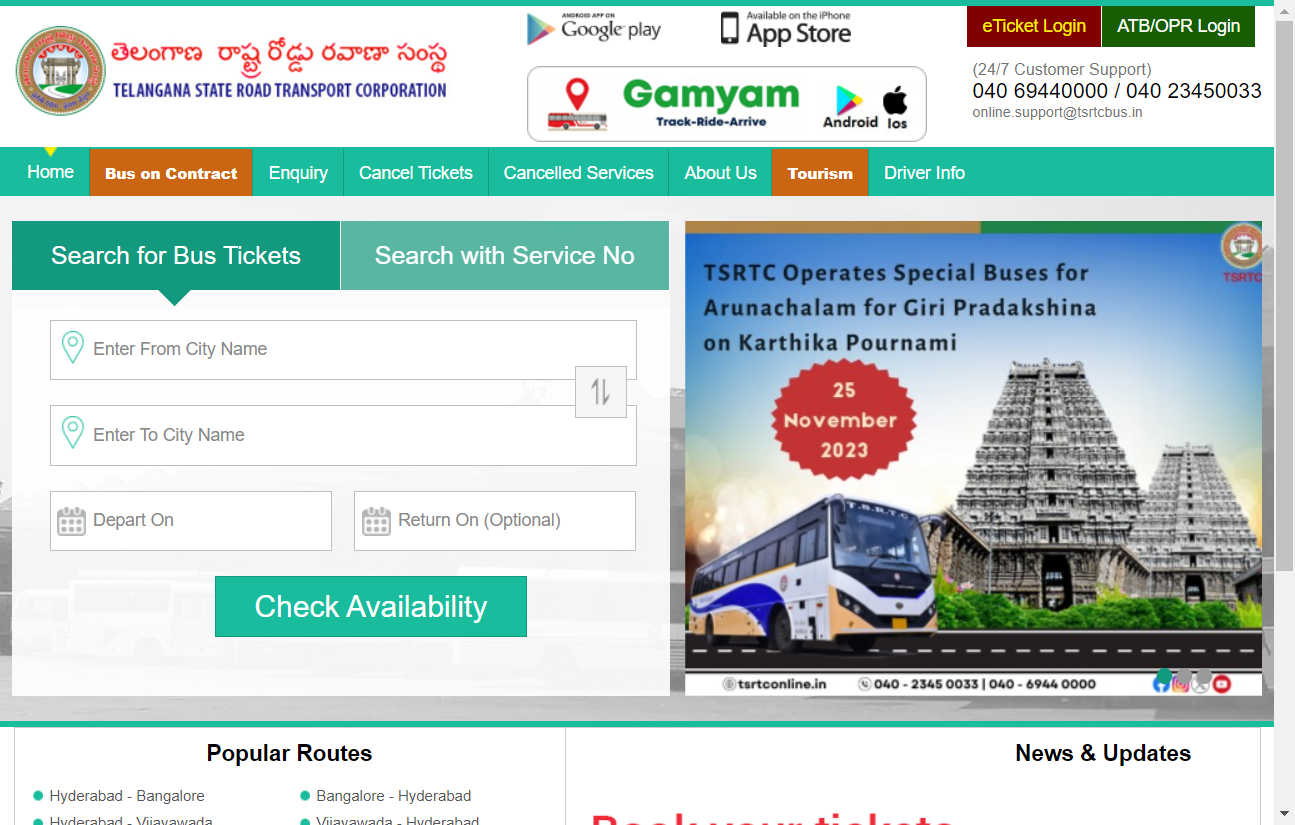 తెలంగాణ రాష్ట్ర రోడ్డు రవాణా సంస్థ
TELANGANA STATE ROAD TRANSPORT CORPORATION
ANDROID APP ON
Google play
Available on the iPhone
App Store
Gamyam
Track-Ride-Arrive
Android Ios
eTicket Login ATB/OPR Login
(24/7 Customer Support)
040 69440000 / 040 23450033
online.support@tsrtcbus.in
Home Bus on Contract Enquiry Cancel Tickets Cancelled Services About Us Tourism Driver Info
Search for Bus Tickets Search with Service No
Enter From City Name
Enter To City Name
Depart On Return On (Optional)
Check Availability
TSRTC
TSRTC Operates Special Buses for
Arunachalam for Giri Pradakshina
on Karthika Pournami
25
November
2023
T.S.R.T.C
tsrtconline.in 040 - 2345 0033 | 040 - 6944 0000
Popular Routes
Hyderabad - Bangalore Bangalore - Hyderabad
Hyderabad - Vijayawada Vijayawada - Hyderabad
News & Updates
Book your tickets